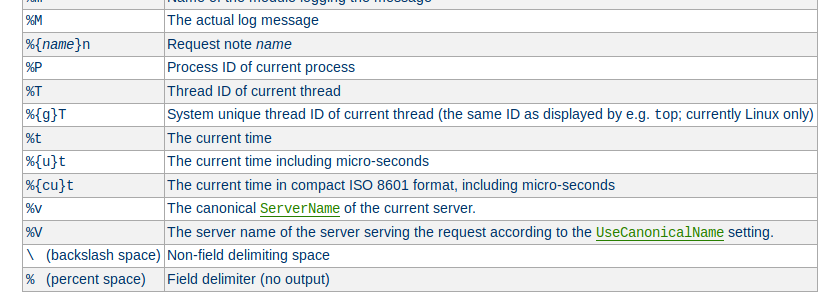 %M The actual log message
%{name}n Request note name
%P Process ID of current process
%T Thread ID of current thread
%{g}T System unique thread ID of current thread (the same ID as displayed by e.g. top; currently Linux only)
%t The current time
%{u}t The current time including micro-seconds
%{cu}t The current time in compact ISO 8601 format, including micro-seconds
%v The canonical ServerName of the current server.
%V The server name of the server serving the request according to the UseCanonicalName setting.
\ (backslash space) Non-field delimiting space
% (percent space) Field delimiter (no output)